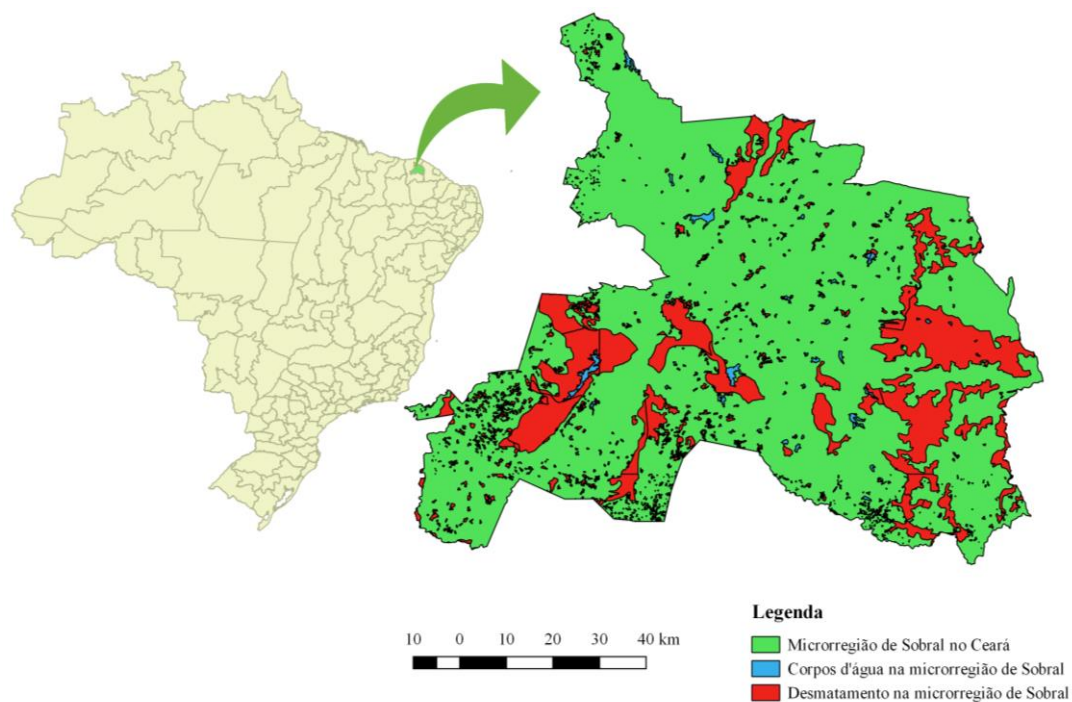 10 0 10 20 30 40 km
Legenda
Microrregião de Sobral no Ceará
Corpos d'água na microrregião de Sobral
Desmatamento na microrregião de Sobral